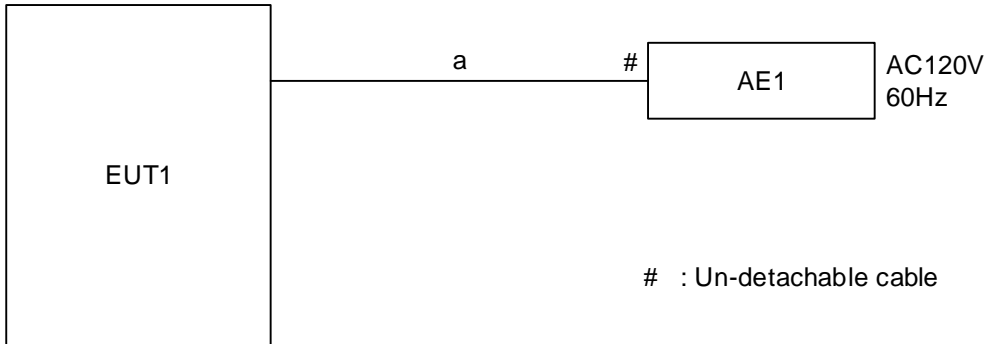 a
#
AE1
AC120V
60Hz
EUT1
# : Un-detachable cable